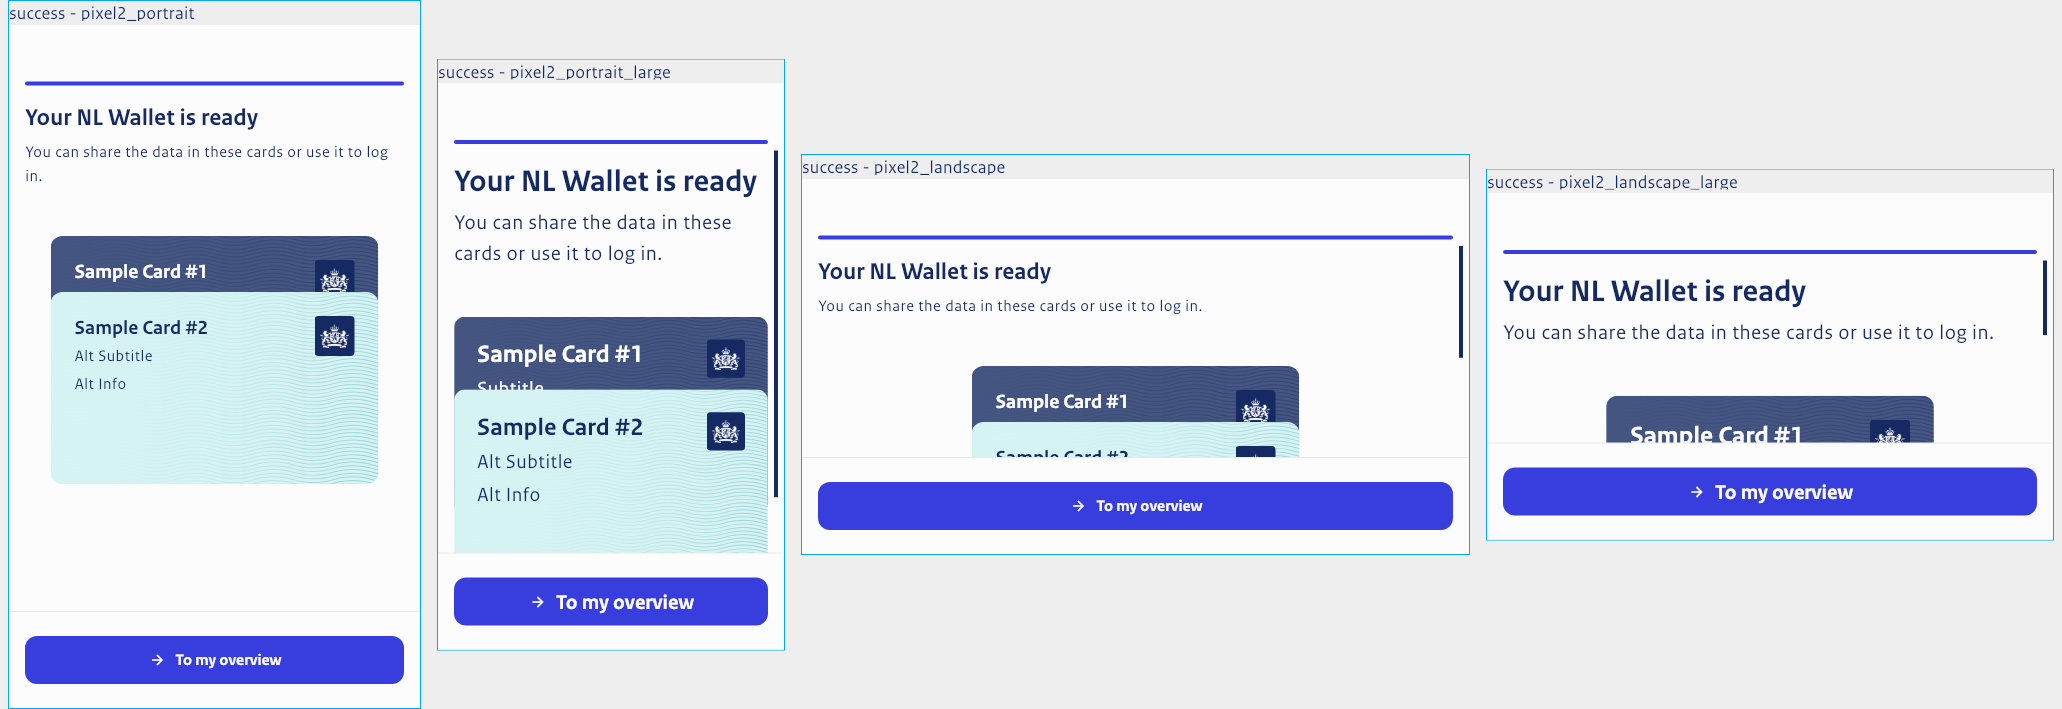 success - pixel2_portrait
Your NL Wallet is ready
You can share the data in these cards or use it to log
in.
Sample Card #1
Sample Card #2
Alt Subtitle
Alt Info
To my overview
success - pixel2_portrait_large
Your NL Wallet is ready
You can share the data in these
cards or use it to log in.
Sample Card #1
Subtitle
Sample Card #2
Alt Subtitle
Alt Info
To my overview
success - pixel2_landscape
Your NL Wallet is ready
You can share the data in these cards or use it to log in.
Sample Card #1
Sample Card #2
To my overview
success - pixel2_landscape_large
Your NL Wallet is ready
You can share the data in these cards or use it to log in.
Sample Card #1
To my overview